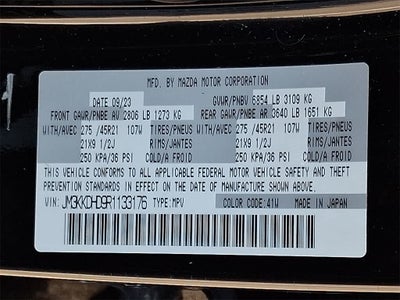 MFD. BY MAZDA MOTOR CORPORATION
DATE 09/23 GVWR/PNBV 6854 LB 3109 KG
FRONT GAWR/PNBE AV 2806 LB 1273 KG REAR GAWR/PNBE AR 3640 LB 1651 KG
WITH/AVEC 275 /45R21 107W TIRES/PNEUS WITH/AVEC 275 /45R21 107W TIRES/PNEUS
21X9 1/2J RIMS/JANTES 21X9 1/2J RIMS/JANTES
250 KPA/36 PSI COLD/A FROID 250 KPA/36 PSI COLD/A FROID
THIS VEHICLE CONFORMS TO ALL APPLICABLE FEDERAL MOTOR VEHICLE SAFETY AND THEFT
PREVENTION STANDARDS IN EFFECT ON THE DATE OF MANUFACTURE SHOWN ABOVE.
VIN: JM3KKDHD9R1133176 TYPE:MPV COLOR CODE:41W MADE IN JAPAN